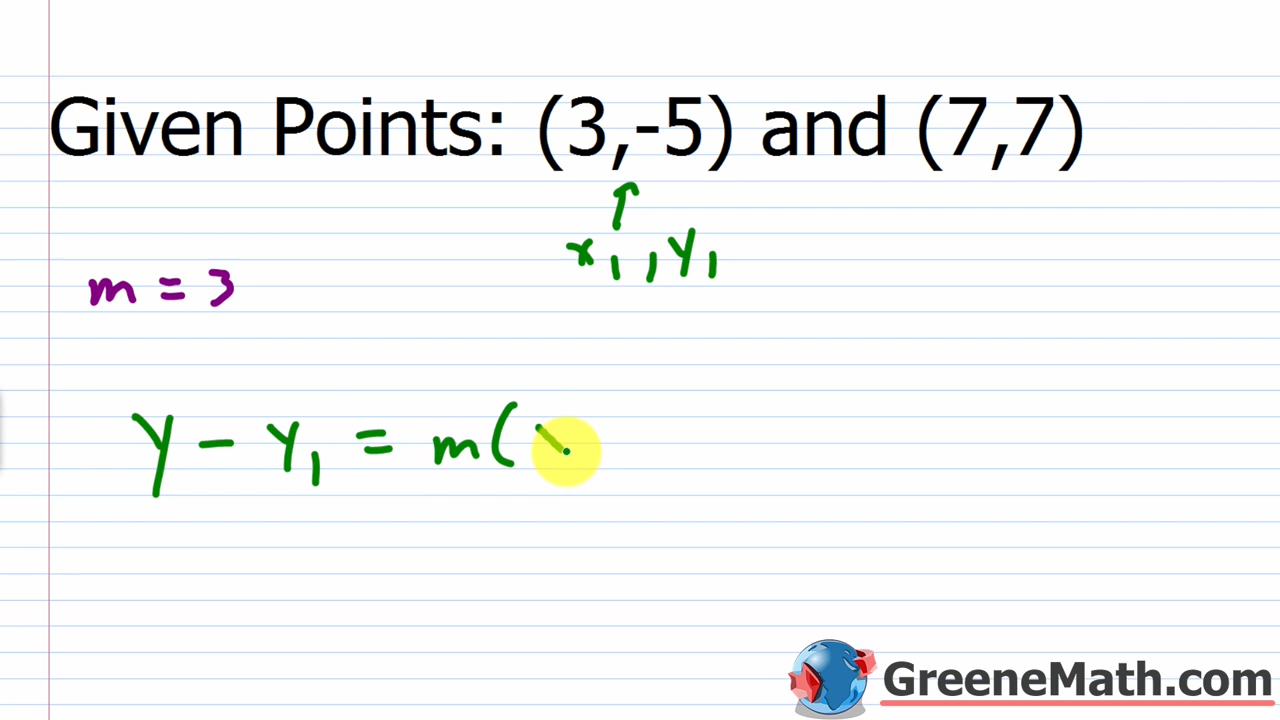 Given Points: (3,-5) and (7,7)
x₁, y₁
m = 3
y - y₁ = m(
GreeneMath.com